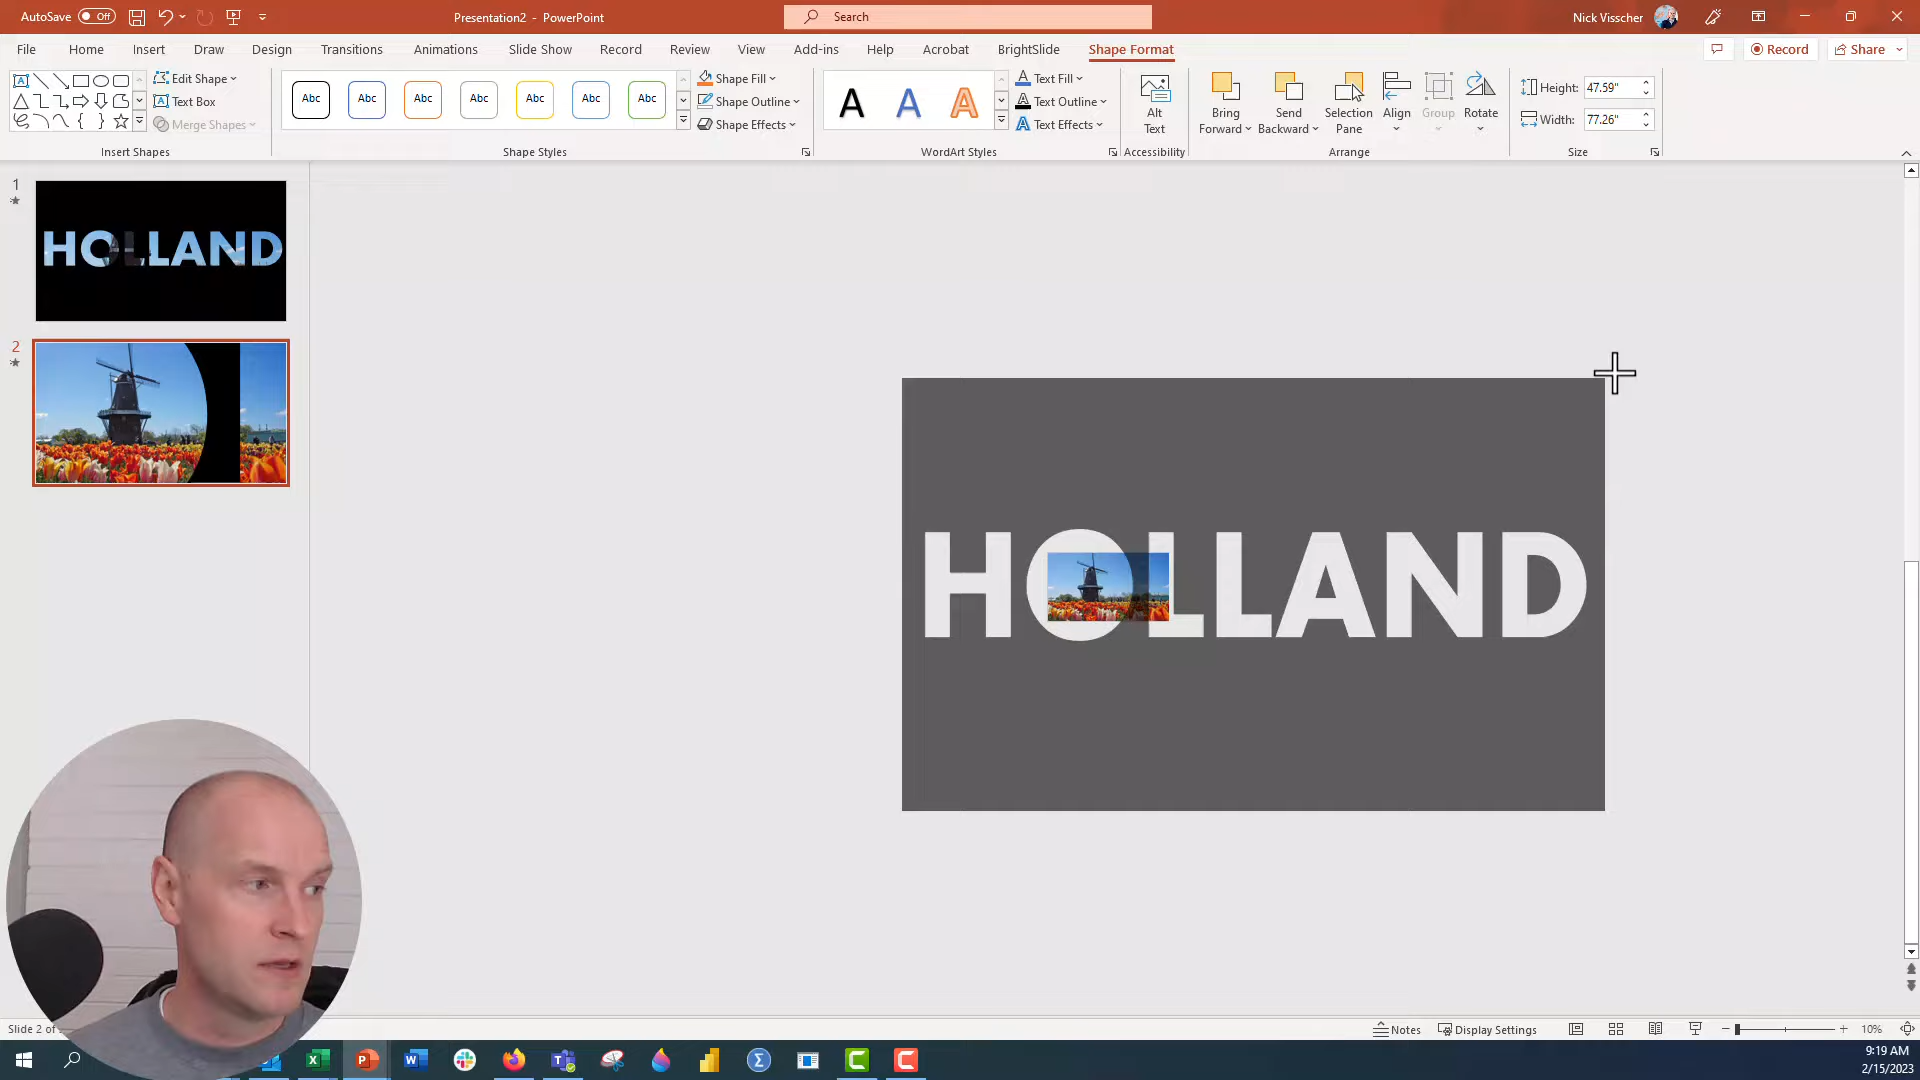 AutoSave Off
Presentation2 - PowerPoint
Search
Nick Visscher
File Home Insert Draw Design Transitions Animations Slide Show Record Review View Add-ins Help Acrobat BrightSlide Shape Format
Record
Share
Edit Shape
Text Box
Merge Shapes
Insert Shapes
Abc Abc Abc Abc Abc Abc Abc
Shape Fill
Shape Outline
Shape Effects
Shape Styles
A A A
Text Fill
Text Outline
Text Effects
WordArt Styles
Alt
Text
Accessibility
Bring
Forward
Send
Backward
Selection
Pane
Align
Group
Rotate
Arrange
Height: 47.59"
Width: 77.26"
Size
1
HOLLAND
2
HOLLAND
Slide 2 of
Notes
Display Settings
10%
9:19 AM
2/15/2023